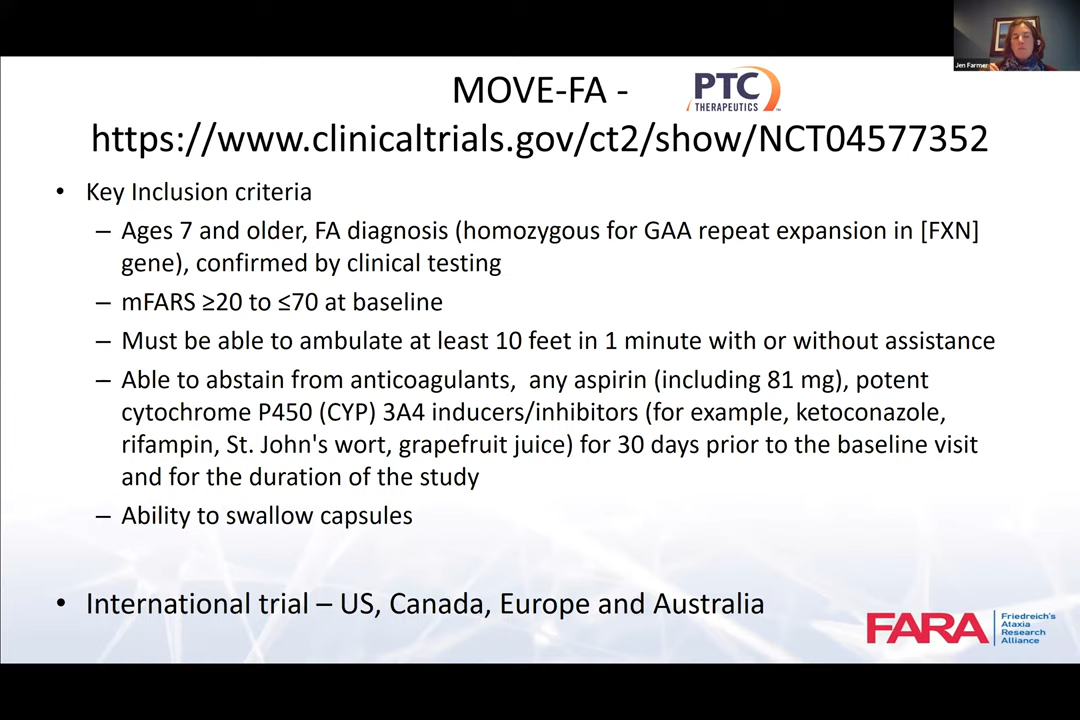 Jen Farmer
MOVE-FA -
PTC
THERAPEUTICS
https://www.clinicaltrials.gov/ct2/show/NCT04577352
• Key Inclusion criteria
– Ages 7 and older, FA diagnosis (homozygous for GAA repeat expansion in [FXN]
gene), confirmed by clinical testing
– mFARS ≥20 to ≤70 at baseline
– Must be able to ambulate at least 10 feet in 1 minute with or without assistance
– Able to abstain from anticoagulants, any aspirin (including 81 mg), potent
cytochrome P450 (CYP) 3A4 inducers/inhibitors (for example, ketoconazole,
rifampin, St. John's wort, grapefruit juice) for 30 days prior to the baseline visit
and for the duration of the study
– Ability to swallow capsules
• International trial – US, Canada, Europe and Australia
FARA
Friedreich's
Ataxia
Research
Alliance